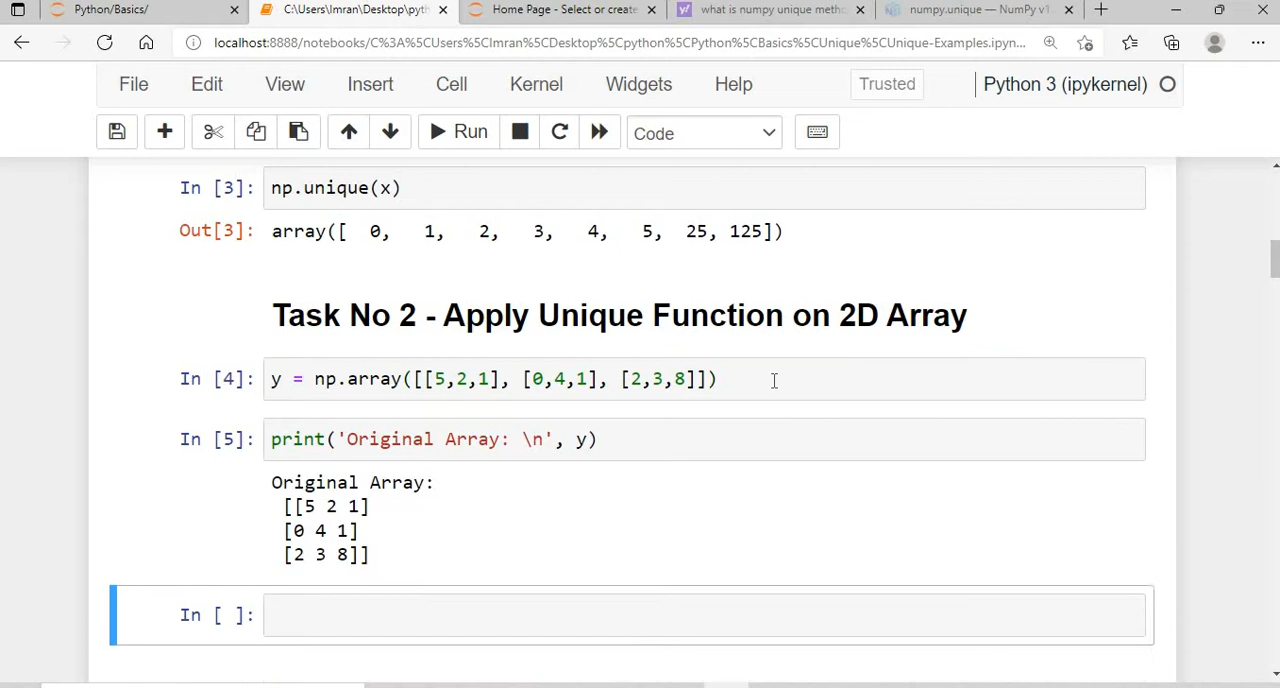 Python/Basics/
C:\Users\Imran\Desktop\pyth
Home Page - Select or create
what is numpy unique meth
numpy.unique — NumPy v1
localhost:8888/notebooks/C%3A%5CUsers%5CImran%5CDesktop%5Cpython%5CPython%5CBasics%5CUnique%5CUnique-Examples.ipyn...
File Edit View Insert Cell Kernel Widgets Help Trusted Python 3 (ipykernel)
Run Code
In [3]: np.unique(x)
Out[3]: array([ 0, 1, 2, 3, 4, 5, 25, 125])
Task No 2 - Apply Unique Function on 2D Array
In [4]: y = np.array([[5,2,1], [0,4,1], [2,3,8]])
In [5]: print('Original Array: \n', y)
Original Array:
[[5 2 1]
[0 4 1]
[2 3 8]]
In [ ]: